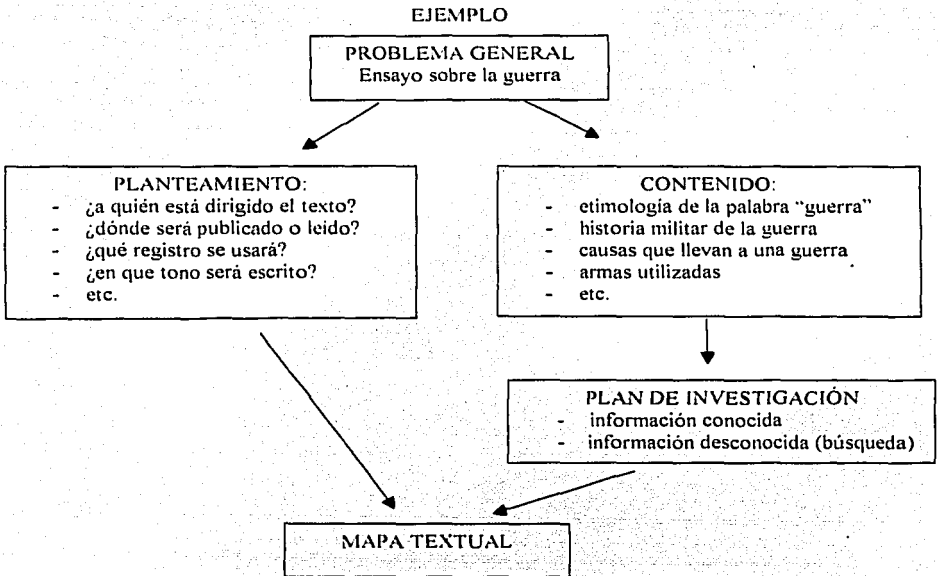 EJEMPLO
PROBLEMA GENERAL
Ensayo sobre la guerra
PLANTEAMIENTO:
- ¿a quién está dirigido el texto?
- ¿dónde será publicado o leído?
- ¿qué registro se usará?
- ¿en que tono será escrito?
- etc.
CONTENIDO:
- etimología de la palabra "guerra"
- historia militar de la guerra
- causas que llevan a una guerra
- armas utilizadas
- etc.
PLAN DE INVESTIGACIÓN
- información conocida
- información desconocida (búsqueda)
MAPA TEXTUAL